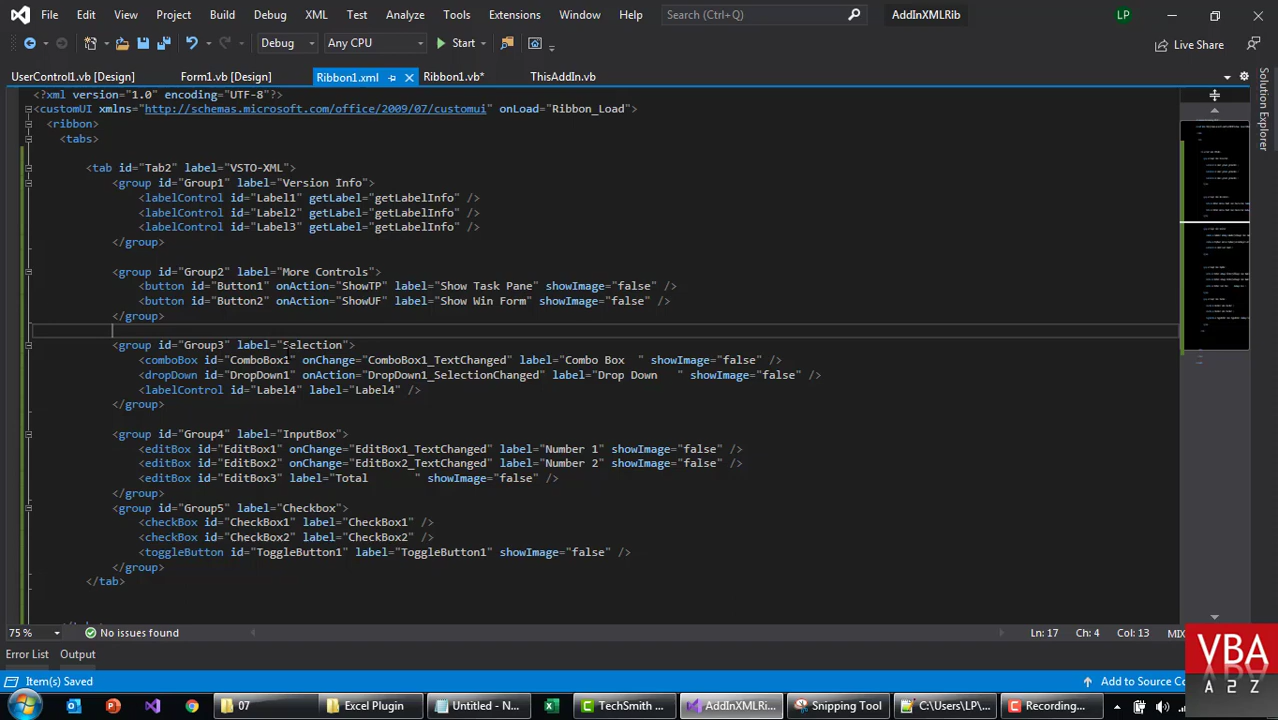 File Edit View Project Build Debug XML Test Analyze Tools Extensions Window Help Search (Ctrl+Q) AddInXMLRib LP
Debug Any CPU Start Live Share
UserControl1.vb [Design] Form1.vb [Design] Ribbon1.xml Ribbon1.vb* ThisAddIn.vb
<?xml version="1.0" encoding="UTF-8"?>
<customUI xmlns="http://schemas.microsoft.com/office/2009/07/customui" onLoad="Ribbon_Load">
<ribbon>
<tabs>
<tab id="Tab2" label="VSTO-XML">
<group id="Group1" label="Version Info">
<labelControl id="Label1" getLabel="getLabelInfo" />
<labelControl id="Label2" getLabel="getLabelInfo" />
<labelControl id="Label3" getLabel="getLabelInfo" />
</group>
<group id="Group2" label="More Controls">
<button id="Button1" onAction="ShowTP" label="Show Task Pane" showImage="false" />
<button id="Button2" onAction="ShowUF" label="Show Win Form" showImage="false" />
</group>
<group id="Group3" label="Selection">
<comboBox id="ComboBox1" onChange="ComboBox1_TextChanged" label="Combo Box  " showImage="false" />
<dropDown id="DropDown1" onAction="DropDown1_SelectionChanged" label="Drop Down   " showImage="false" />
<labelControl id="Label4" label="Label4" />
</group>
<group id="Group4" label="InputBox">
<editBox id="EditBox1" onChange="EditBox1_TextChanged" label="Number 1" showImage="false" />
<editBox id="EditBox2" onChange="EditBox2_TextChanged" label="Number 2" showImage="false" />
<editBox id="EditBox3" label="Total       " showImage="false" />
</group>
<group id="Group5" label="Checkbox">
<checkBox id="CheckBox1" label="CheckBox1" />
<checkBox id="CheckBox2" label="CheckBox2" />
<toggleButton id="ToggleButton1" label="ToggleButton1" showImage="false" />
</group>
</tab>
Solution Explorer
75 % No issues found Ln: 17 Ch: 4 Col: 13 MIX
Error List Output
Item(s) Saved Add to Source Co
07 Excel Plugin Untitled - N... TechSmith ... AddInXMLRi... Snipping Tool C:\Users\LP\... Recording...
VBA
A 2 Z